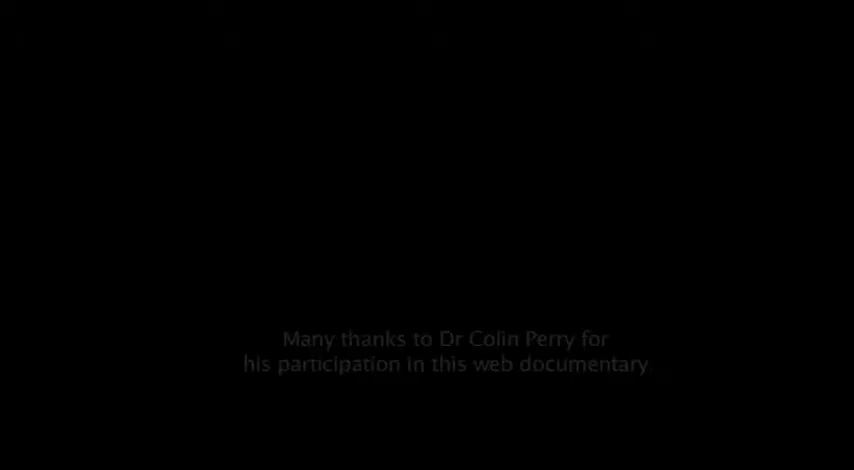 Many thanks to Dr Colin Perry for
his participation in this web documentary